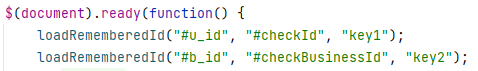 $(document).ready(function() {
    loadRememberedId("#u_id", "#checkId", "key1");
    loadRememberedId("#b_id", "#checkBusinessId", "key2");